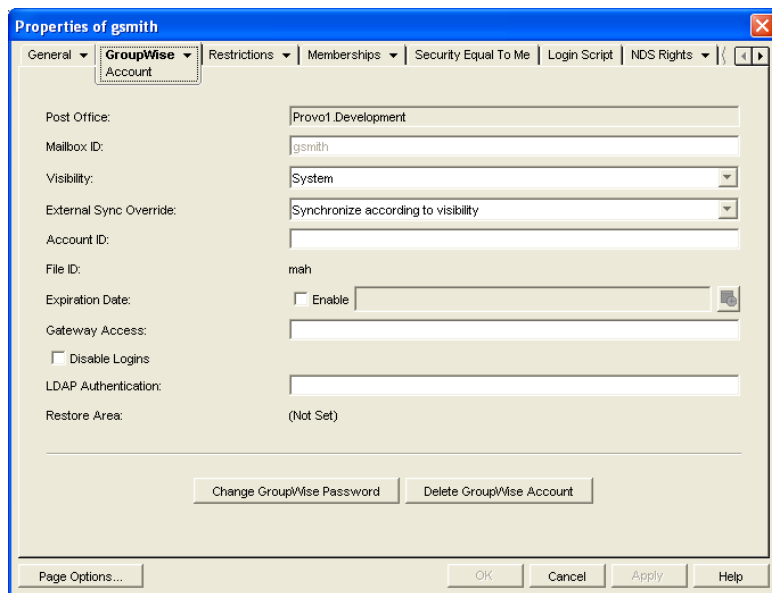 Properties of gsmith
General GroupWise Restrictions Memberships Security Equal To Me Login Script NDS Rights
Account
Post Office: Provo1.Development
Mailbox ID: gsmith
Visibility: System
External Sync Override: Synchronize according to visibility
Account ID:
File ID: mah
Expiration Date: Enable
Gateway Access:
Disable Logins
LDAP Authentication:
Restore Area: (Not Set)
Change GroupWise Password Delete GroupWise Account
Page Options... OK Cancel Apply Help